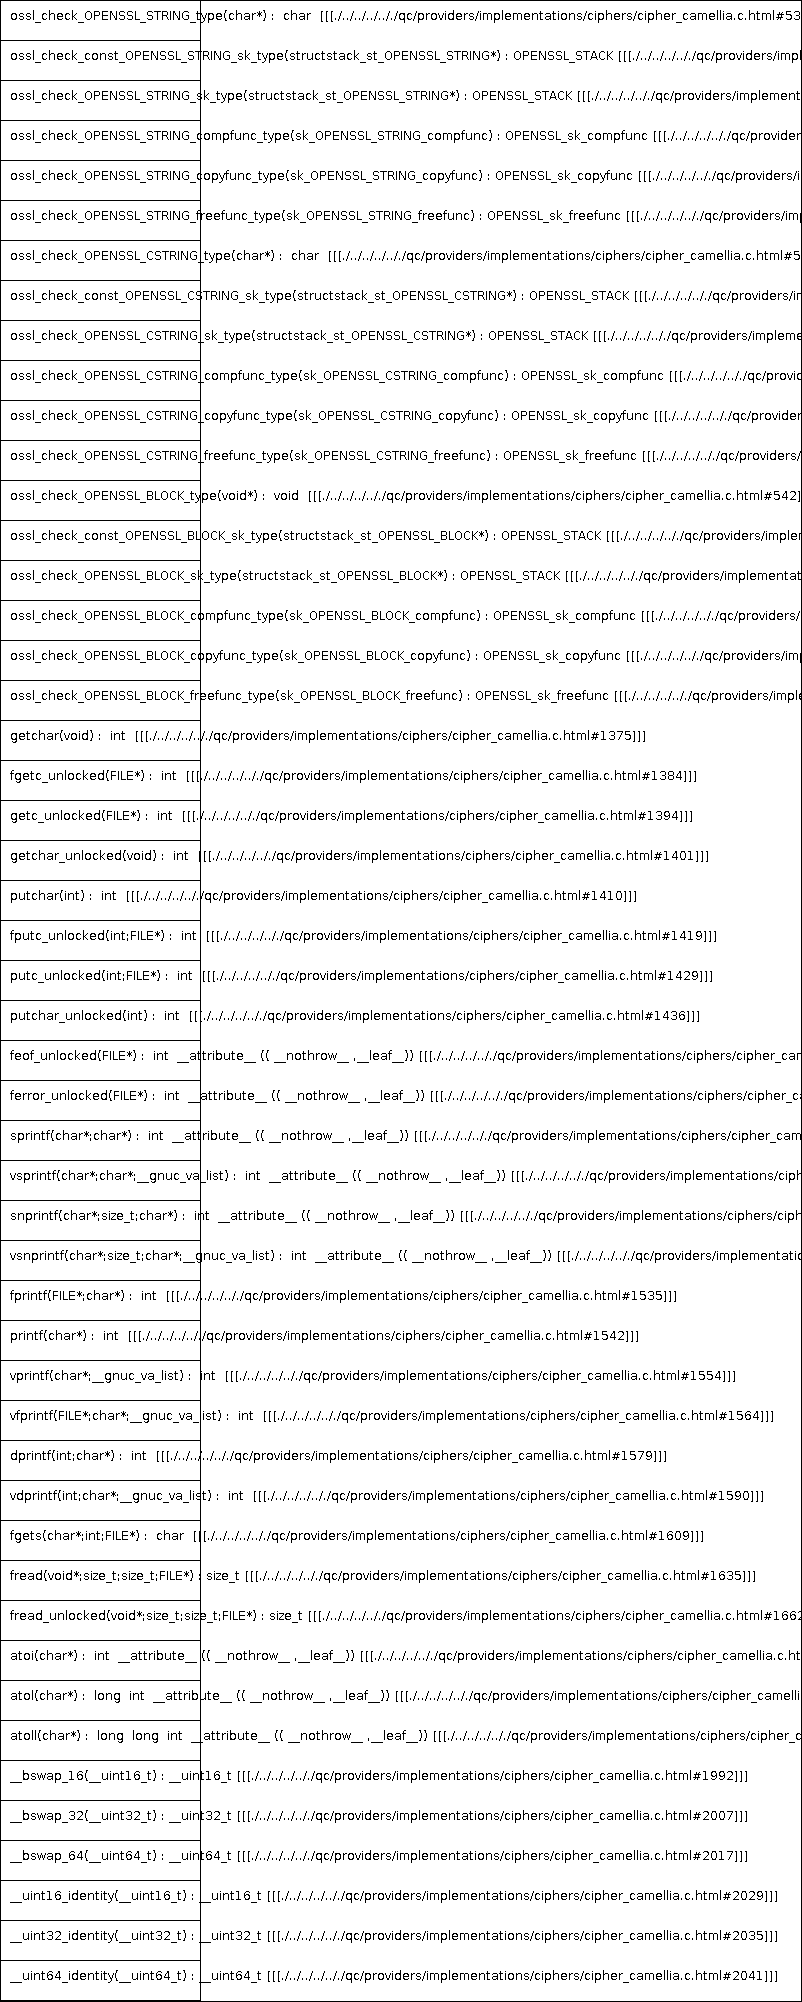 ossl_check_OPENSSL_STRING_type(char*) :  char  [[[./../../../../../qc/providers/implementations/ciphers/cipher_camellia.c.html#53
ossl_check_const_OPENSSL_STRING_sk_type(structstack_st_OPENSSL_STRING*) : OPENSSL_STACK [[[./../../../../../qc/providers/impl
ossl_check_OPENSSL_STRING_sk_type(structstack_st_OPENSSL_STRING*) : OPENSSL_STACK [[[./../../../../../qc/providers/implement
ossl_check_OPENSSL_STRING_compfunc_type(sk_OPENSSL_STRING_compfunc) : OPENSSL_sk_compfunc [[[./../../../../../qc/provider
ossl_check_OPENSSL_STRING_copyfunc_type(sk_OPENSSL_STRING_copyfunc) : OPENSSL_sk_copyfunc [[[./../../../../../qc/providers/i
ossl_check_OPENSSL_STRING_freefunc_type(sk_OPENSSL_STRING_freefunc) : OPENSSL_sk_freefunc [[[./../../../../../qc/providers/imp
ossl_check_OPENSSL_CSTRING_type(char*) :  char  [[[./../../../../../qc/providers/implementations/ciphers/cipher_camellia.c.html#5
ossl_check_const_OPENSSL_CSTRING_sk_type(structstack_st_OPENSSL_CSTRING*) : OPENSSL_STACK [[[./../../../../../qc/providers/in
ossl_check_OPENSSL_CSTRING_sk_type(structstack_st_OPENSSL_CSTRING*) : OPENSSL_STACK [[[./../../../../../qc/providers/impleme
ossl_check_OPENSSL_CSTRING_compfunc_type(sk_OPENSSL_CSTRING_compfunc) : OPENSSL_sk_compfunc [[[./../../../../../qc/provid
ossl_check_OPENSSL_CSTRING_copyfunc_type(sk_OPENSSL_CSTRING_copyfunc) : OPENSSL_sk_copyfunc [[[./../../../../../qc/provider
ossl_check_OPENSSL_CSTRING_freefunc_type(sk_OPENSSL_CSTRING_freefunc) : OPENSSL_sk_freefunc [[[./../../../../../qc/providers/
ossl_check_OPENSSL_BLOCK_type(void*) :  void  [[[./../../../../../qc/providers/implementations/ciphers/cipher_camellia.c.html#542]
ossl_check_const_OPENSSL_BLOCK_sk_type(structstack_st_OPENSSL_BLOCK*) : OPENSSL_STACK [[[./../../../../../qc/providers/implen
ossl_check_OPENSSL_BLOCK_sk_type(structstack_st_OPENSSL_BLOCK*) : OPENSSL_STACK [[[./../../../../../qc/providers/implementat
ossl_check_OPENSSL_BLOCK_compfunc_type(sk_OPENSSL_BLOCK_compfunc) : OPENSSL_sk_compfunc [[[./../../../../../qc/providers/
ossl_check_OPENSSL_BLOCK_copyfunc_type(sk_OPENSSL_BLOCK_copyfunc) : OPENSSL_sk_copyfunc [[[./../../../../../qc/providers/imp
ossl_check_OPENSSL_BLOCK_freefunc_type(sk_OPENSSL_BLOCK_freefunc) : OPENSSL_sk_freefunc [[[./../../../../../qc/providers/imple
getchar(void) :  int  [[[./../../../../../qc/providers/implementations/ciphers/cipher_camellia.c.html#1375]]]
fgetc_unlocked(FILE*) :  int  [[[./../../../../../qc/providers/implementations/ciphers/cipher_camellia.c.html#1384]]]
getc_unlocked(FILE*) :  int  [[[./../../../../../qc/providers/implementations/ciphers/cipher_camellia.c.html#1394]]]
getchar_unlocked(void) :  int  [[[./../../../../../qc/providers/implementations/ciphers/cipher_camellia.c.html#1401]]]
putchar(int) :  int  [[[./../../../../../qc/providers/implementations/ciphers/cipher_camellia.c.html#1410]]]
fputc_unlocked(int;FILE*) :  int  [[[./../../../../../qc/providers/implementations/ciphers/cipher_camellia.c.html#1419]]]
putc_unlocked(int;FILE*) :  int  [[[./../../../../../qc/providers/implementations/ciphers/cipher_camellia.c.html#1429]]]
putchar_unlocked(int) :  int  [[[./../../../../../qc/providers/implementations/ciphers/cipher_camellia.c.html#1436]]]
feof_unlocked(FILE*) :  int  __attribute__ (( __nothrow__ ,__leaf__)) [[[./../../../../../qc/providers/implementations/ciphers/cipher_can
ferror_unlocked(FILE*) :  int  __attribute__ (( __nothrow__ ,__leaf__)) [[[./../../../../../qc/providers/implementations/ciphers/cipher_ca
sprintf(char*;char*) :  int  __attribute__ (( __nothrow__ ,__leaf__)) [[[./../../../../../qc/providers/implementations/ciphers/cipher_cam
vsprintf(char*;char*;__gnuc_va_list) :  int  __attribute__ (( __nothrow__ ,__leaf__)) [[[./../../../../../qc/providers/implementations/ciph
snprintf(char*;size_t;char*) :  int  __attribute__ (( __nothrow__ ,__leaf__)) [[[./../../../../../qc/providers/implementations/ciphers/ciph
vsnprintf(char*;size_t;char*;__gnuc_va_list) :  int  __attribute__ (( __nothrow__ ,__leaf__)) [[[./../../../../../qc/providers/implementatio
fprintf(FILE*;char*) :  int  [[[./../../../../../qc/providers/implementations/ciphers/cipher_camellia.c.html#1535]]]
printf(char*) :  int  [[[./../../../../../qc/providers/implementations/ciphers/cipher_camellia.c.html#1542]]]
vprintf(char*;__gnuc_va_list) :  int  [[[./../../../../../qc/providers/implementations/ciphers/cipher_camellia.c.html#1554]]]
vfprintf(FILE*;char*;__gnuc_va_list) :  int  [[[./../../../../../qc/providers/implementations/ciphers/cipher_camellia.c.html#1564]]]
dprintf(int;char*) :  int  [[[./../../../../../qc/providers/implementations/ciphers/cipher_camellia.c.html#1579]]]
vdprintf(int;char*;__gnuc_va_list) :  int  [[[./../../../../../qc/providers/implementations/ciphers/cipher_camellia.c.html#1590]]]
fgets(char*;int;FILE*) :  char  [[[./../../../../../qc/providers/implementations/ciphers/cipher_camellia.c.html#1609]]]
fread(void*;size_t;size_t;FILE*) : size_t [[[./../../../../../qc/providers/implementations/ciphers/cipher_camellia.c.html#1635]]]
fread_unlocked(void*;size_t;size_t;FILE*) : size_t [[[./../../../../../qc/providers/implementations/ciphers/cipher_camellia.c.html#1662
atoi(char*) :  int  __attribute__ (( __nothrow__ ,__leaf__)) [[[./../../../../../qc/providers/implementations/ciphers/cipher_camellia.c.ht
atol(char*) :  long  int  __attribute__ (( __nothrow__ ,__leaf__)) [[[./../../../../../qc/providers/implementations/ciphers/cipher_camelli
atoll(char*) :  long  long  int  __attribute__ (( __nothrow__ ,__leaf__)) [[[./../../../../../qc/providers/implementations/ciphers/cipher_c
__bswap_16(__uint16_t) : __uint16_t [[[./../../../../../qc/providers/implementations/ciphers/cipher_camellia.c.html#1992]]]
__bswap_32(__uint32_t) : __uint32_t [[[./../../../../../qc/providers/implementations/ciphers/cipher_camellia.c.html#2007]]]
__bswap_64(__uint64_t) : __uint64_t [[[./../../../../../qc/providers/implementations/ciphers/cipher_camellia.c.html#2017]]]
__uint16_identity(__uint16_t) : __uint16_t [[[./../../../../../qc/providers/implementations/ciphers/cipher_camellia.c.html#2029]]]
__uint32_identity(__uint32_t) : __uint32_t [[[./../../../../../qc/providers/implementations/ciphers/cipher_camellia.c.html#2035]]]
__uint64_identity(__uint64_t) : __uint64_t [[[./../../../../../qc/providers/implementations/ciphers/cipher_camellia.c.html#2041]]]